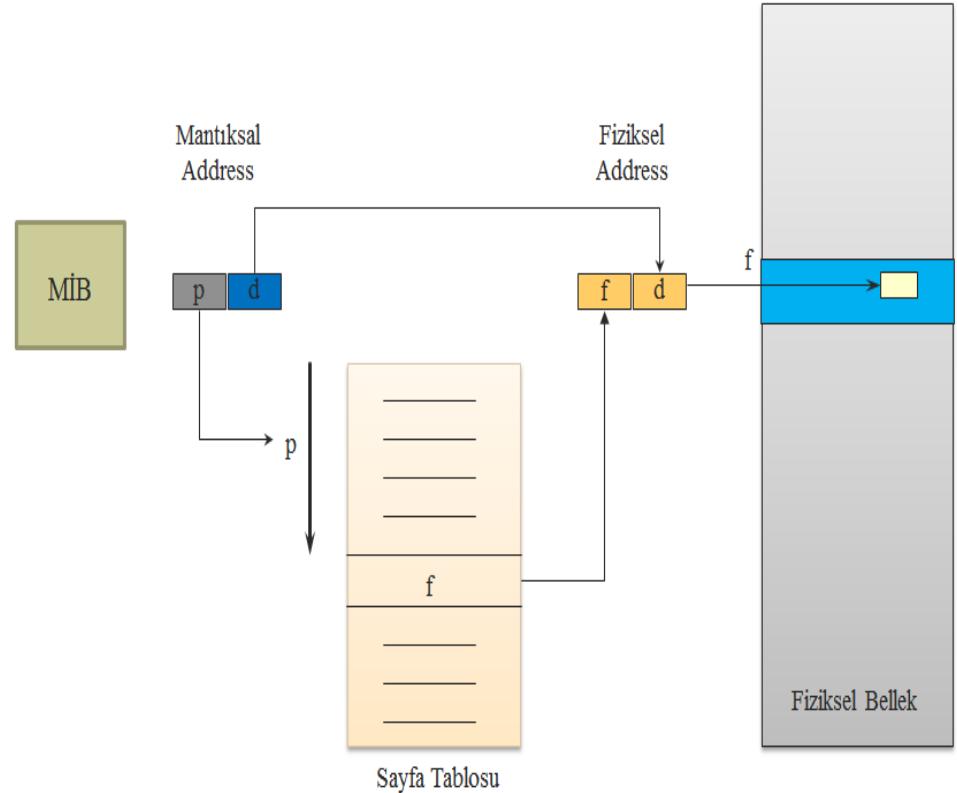 Mantıksal
Address
Fiziksel
Address
MİB
p
d
f
d
f
p
f
Fiziksel Bellek
Sayfa Tablosu